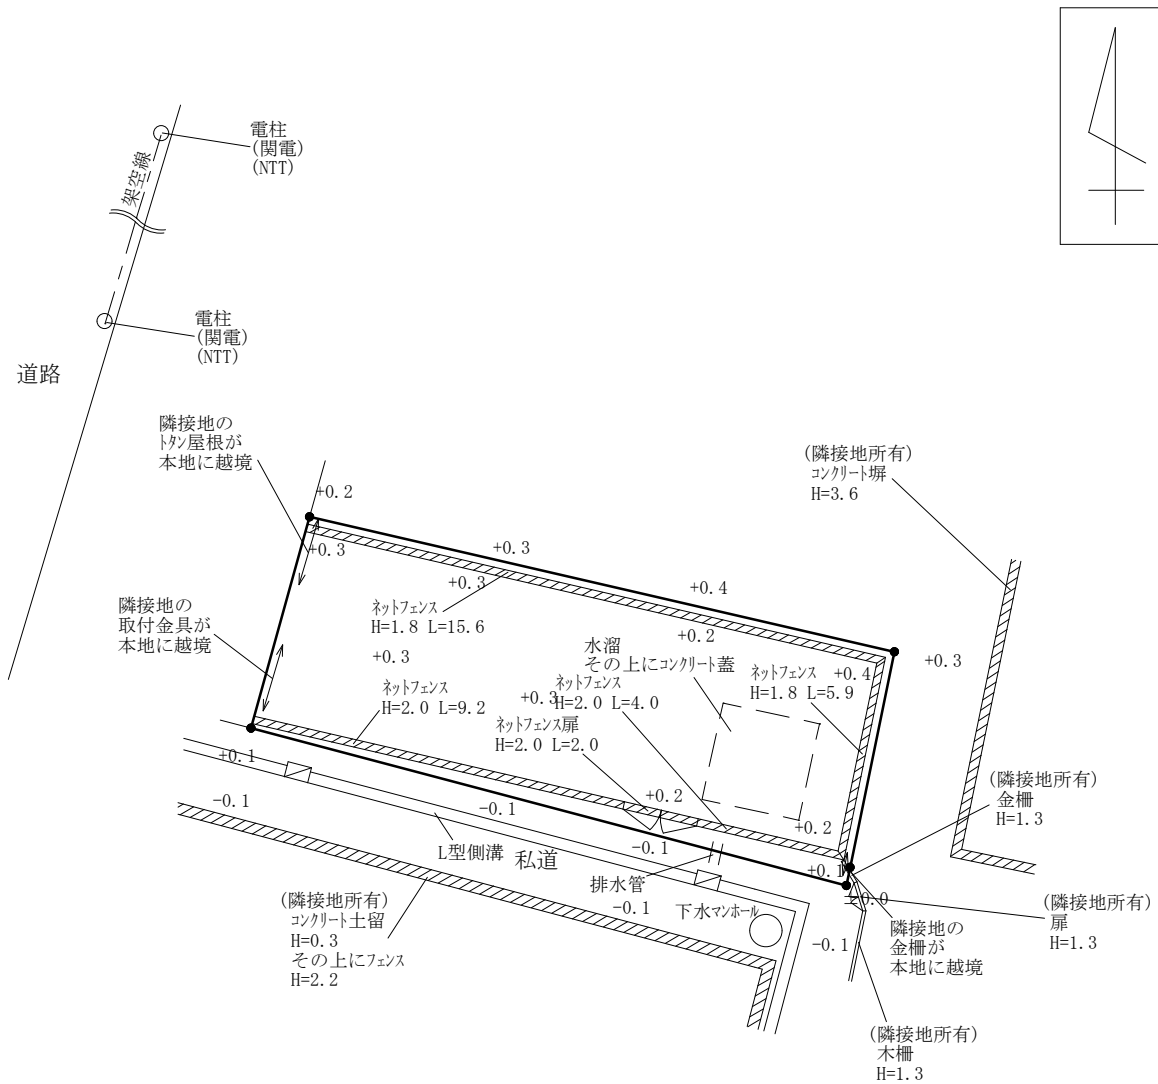 電柱
(関電)
(NTT)
架空線
電柱
(関電)
(NTT)
道路
隣接地の
ﾄﾀﾝ屋根が
本地に越境
(隣接地所有)
ｺﾝｸﾘｰﾄ塀
H=3.6
+0.2
+0.3
+0.3
+0.3
+0.4
隣接地の
取付金具が
本地に越境
ﾈｯﾄﾌｪﾝｽ
H=1.8 L=15.6
+0.2
水溜
その上にｺﾝｸﾘｰﾄ蓋
+0.3
+0.3
+0.4
ﾈｯﾄﾌｪﾝｽ
H=1.8 L=5.9
ﾈｯﾄﾌｪﾝｽ
H=2.0 L=9.2
+0.3
ﾈｯﾄﾌｪﾝｽ
H=2.0 L=4.0
ﾈｯﾄﾌｪﾝｽ扉
H=2.0 L=2.0
+0.1
-0.1
-0.1
+0.2
+0.2
(隣接地所有)
金柵
H=1.3
L型側溝
私道
-0.1
+0.1
排水管
-0.1
下水ﾏﾝﾎｰﾙ
0.0
(隣接地所有)
扉
H=1.3
(隣接地所有)
ｺﾝｸﾘｰﾄ土留
H=0.3
その上にﾌｪﾝｽ
H=2.2
-0.1
隣接地の
金柵が
本地に越境
(隣接地所有)
木柵
H=1.3